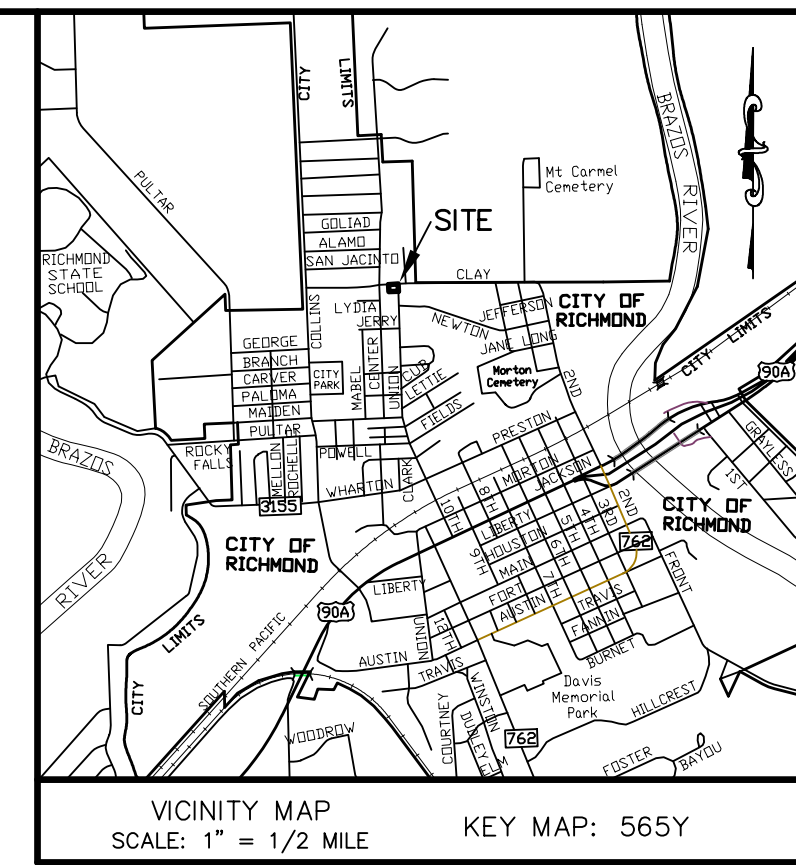 CITY LIMITS
PULTAR
BRAZOS RIVER
Mt Carmel
Cemetery
GOLIAD
ALAMO
SAN JACINTO
SITE
CLAY
RICHMOND
STATE
SCHOOL
COLLINS
LYDIA
JERRY
NEWTON
JEFFERSON
JANE LONG
CITY OF
RICHMOND
CITY LIMITS
90A
GEORGE
BRANCH
CARVER
PALOMA
MAIDEN
PULTAR
CITY
PARK
MABEL
CENTER
UNION
CUB
LETTIE
FIELDS
Morton
Cemetery
2ND
PRESTON
BRAZOS
RIVER
ROCKY
FALLS
MELLON
ROCHELL
POWELL
WHARTON
CLARK
3155
MORTON
JACKSON
10TH
9TH
8TH
7TH
6TH
5TH
4TH
3RD
2ND
LIBERTY
HOUSTON
MAIN
FORT
AUSTIN
TRAVIS
FANNIN
BURNET
762
FRONT
1ST
GRAYLESS
CITY OF
RICHMOND
CITY OF
RICHMOND
90A
LIBERTY
UNION
12TH
AUSTIN
TRAVIS
CITY LIMITS
SOUTHERN PACIFIC
WOODROW
COURTNEY
DUDLEY
ELM
WINSTON
762
Davis
Memorial
Park
HILLCREST
FOSTER
BAYOU
VICINITY MAP
SCALE: 1" = 1/2 MILE
KEY MAP: 565Y